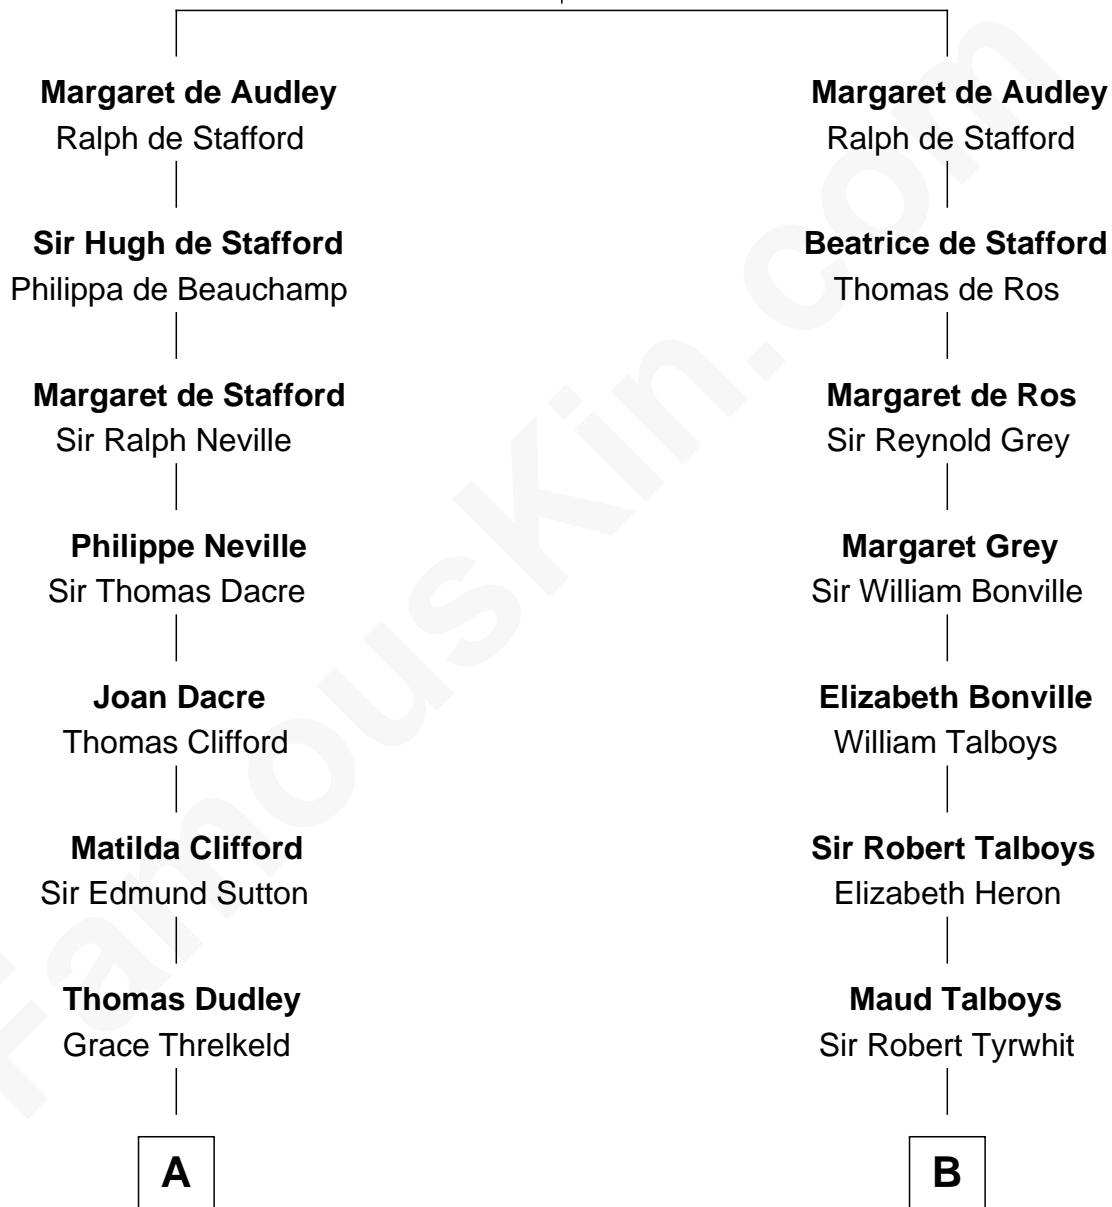 Margaret de Audley
Ralph de Stafford
Sir Hugh de Stafford
Philippa de Beauchamp
Margaret de Stafford
Sir Ralph Neville
Philippe Neville
Sir Thomas Dacre
Joan Dacre
Thomas Clifford
Matilda Clifford
Sir Edmund Sutton
Thomas Dudley
Grace Threlkeld
A
Margaret de Audley
Ralph de Stafford
Beatrice de Stafford
Thomas de Ros
Margaret de Ros
Sir Reynold Grey
Margaret Grey
Sir William Bonville
Elizabeth Bonville
William Talboys
Sir Robert Talboys
Elizabeth Heron
Maud Talboys
Sir Robert Tyrwhit
B
FamousKin.com